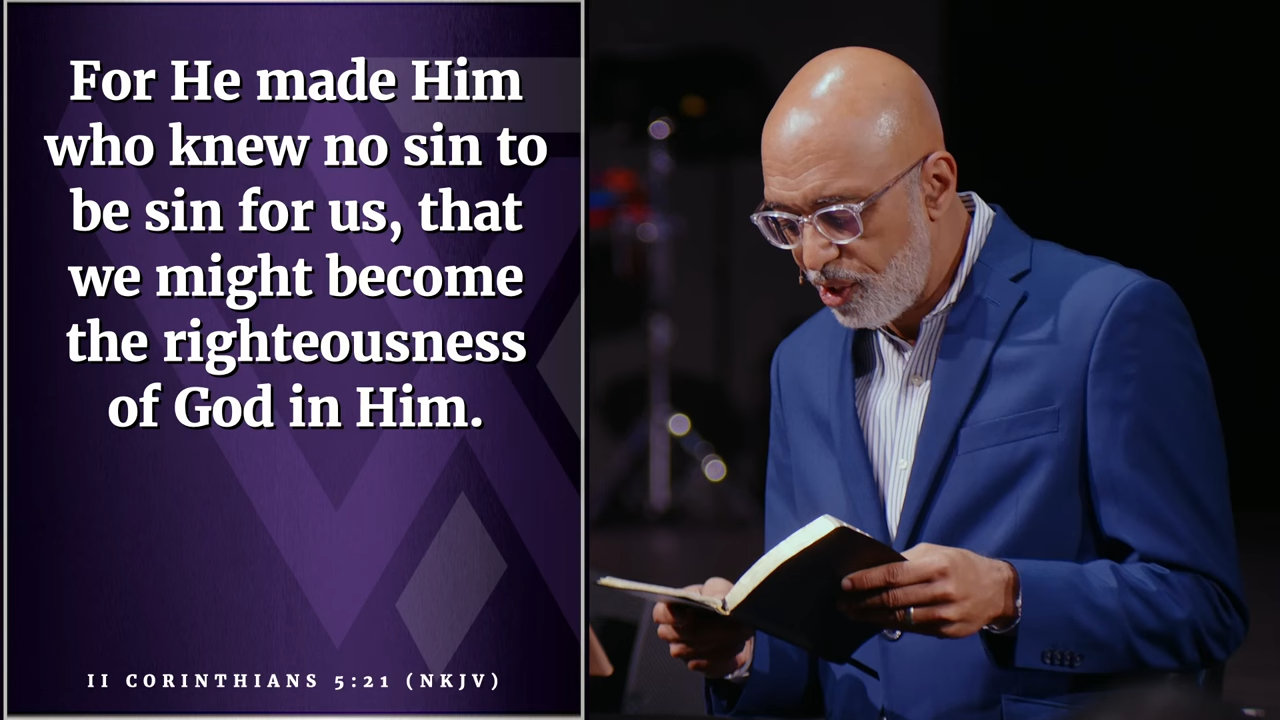 For He made Him
who knew no sin to
be sin for us, that
we might become
the righteousness
of God in Him.
II CORINTHIANS 5:21 (NKJV)